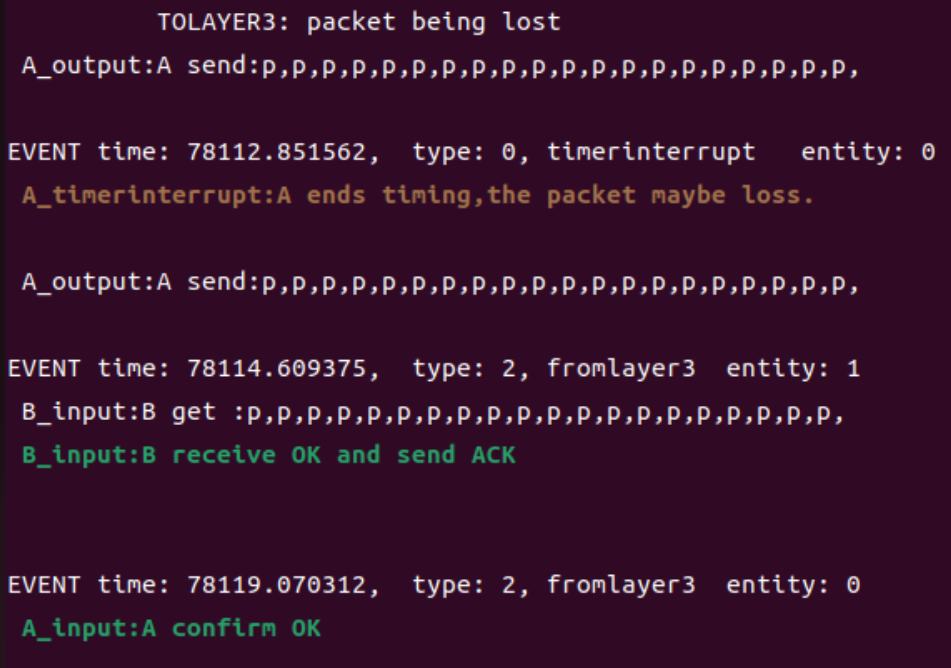 TOLAYER3: packet being lost
A_output:A send:p,p,p,p,p,p,p,p,p,p,p,p,p,p,p,p,p,p,p,p,
EVENT time: 78112.851562,  type: 0, timerinterrupt   entity: 0
A_timerinterrupt:A ends timing,the packet maybe loss.
A_output:A send:p,p,p,p,p,p,p,p,p,p,p,p,p,p,p,p,p,p,p,p,
EVENT time: 78114.609375,  type: 2, fromlayer3  entity: 1
B_input:B get :p,p,p,p,p,p,p,p,p,p,p,p,p,p,p,p,p,p,p,p,
B_input:B receive OK and send ACK
EVENT time: 78119.070312,  type: 2, fromlayer3  entity: 0
A_input:A confirm OK